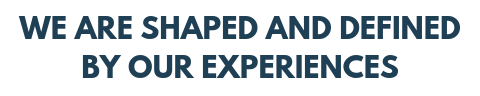 WE ARE SHAPED AND DEFINED
BY OUR EXPERIENCES